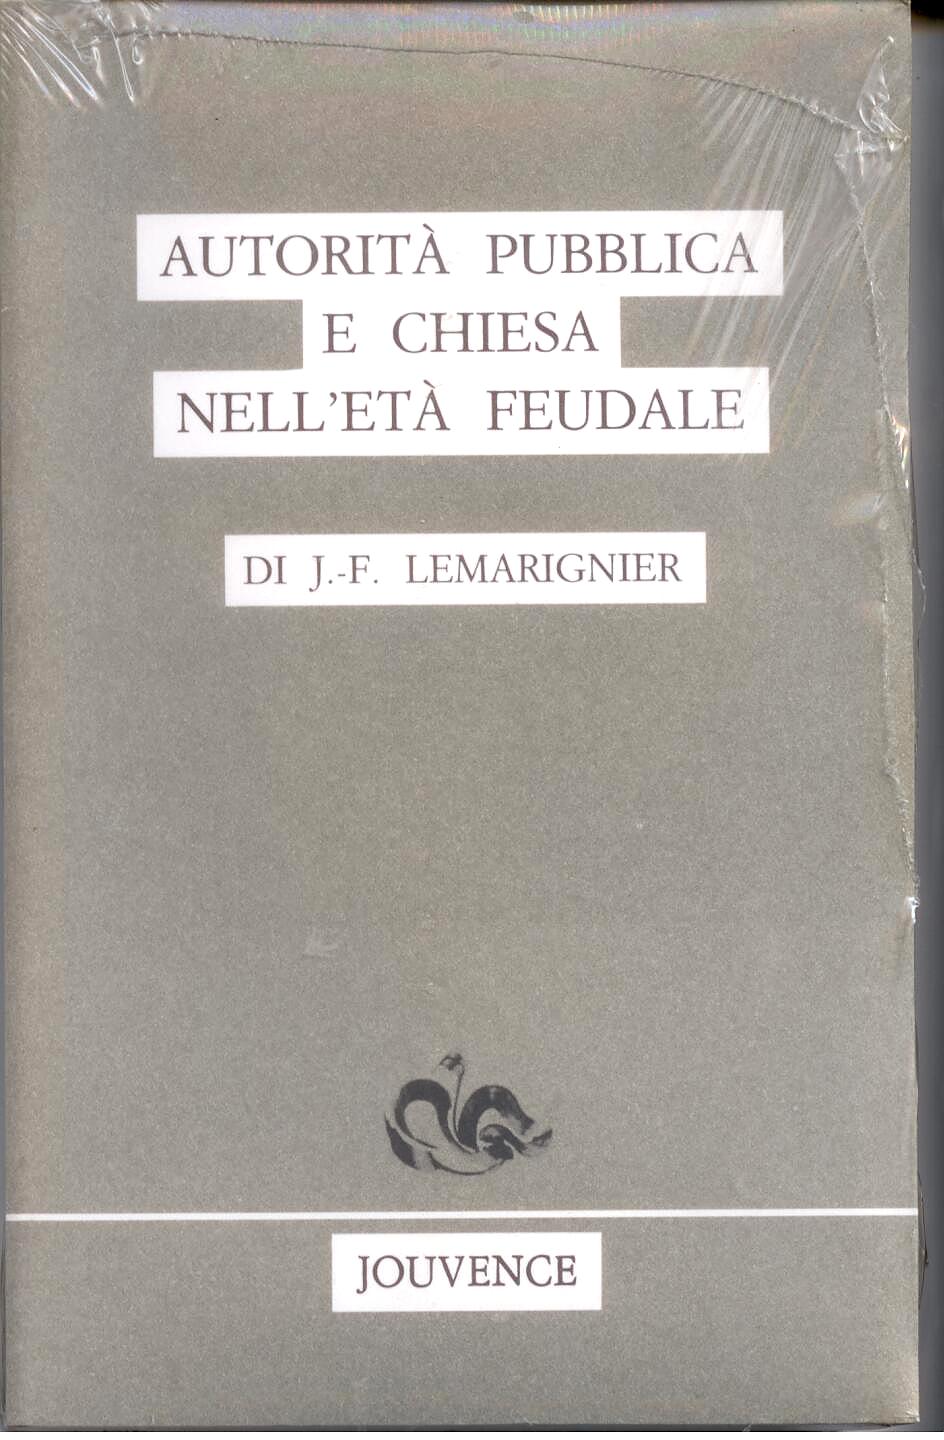 AUTORITÀ PUBBLICA
E CHIESA
NELL'ETÀ FEUDALE
DI J.-F. LEMARIGNIER
JOUVENCE